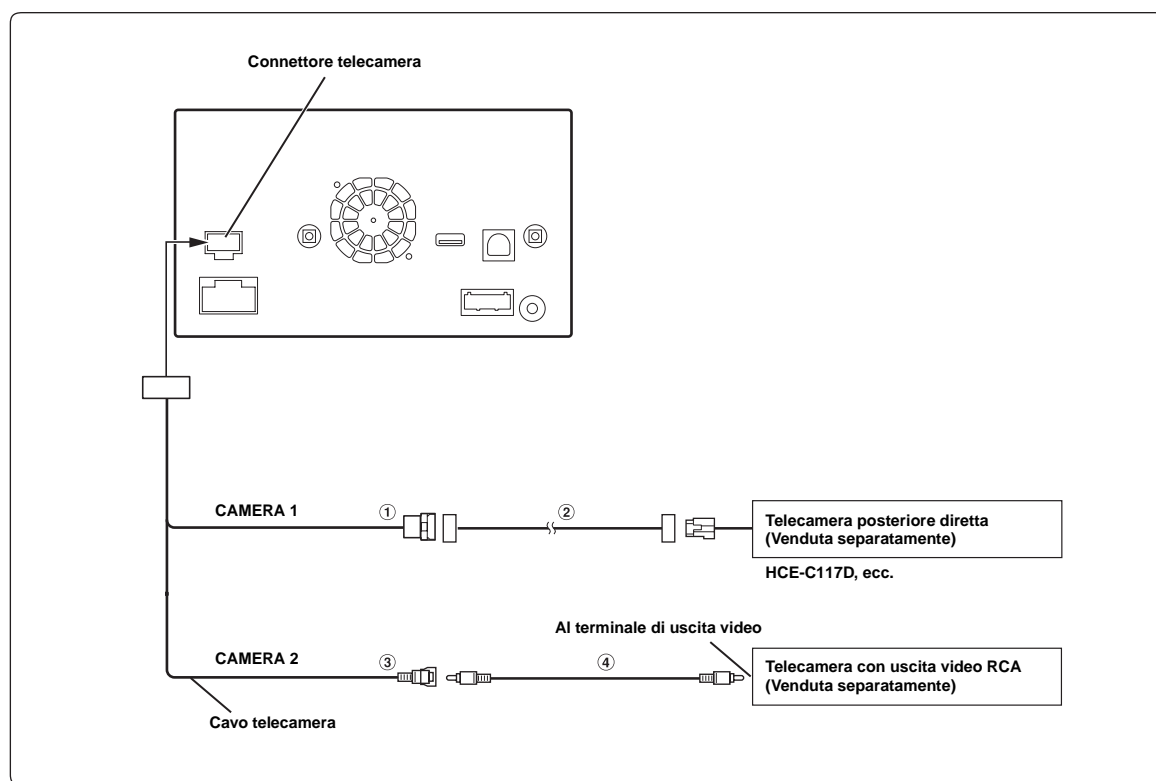 Connettore telecamera
CAMERA 1
①
②
Telecamera posteriore diretta
(Venduta separatamente)
HCE-C117D, ecc.
Al terminale di uscita video
CAMERA 2
③
④
Telecamera con uscita video RCA
(Venduta separatamente)
Cavo telecamera